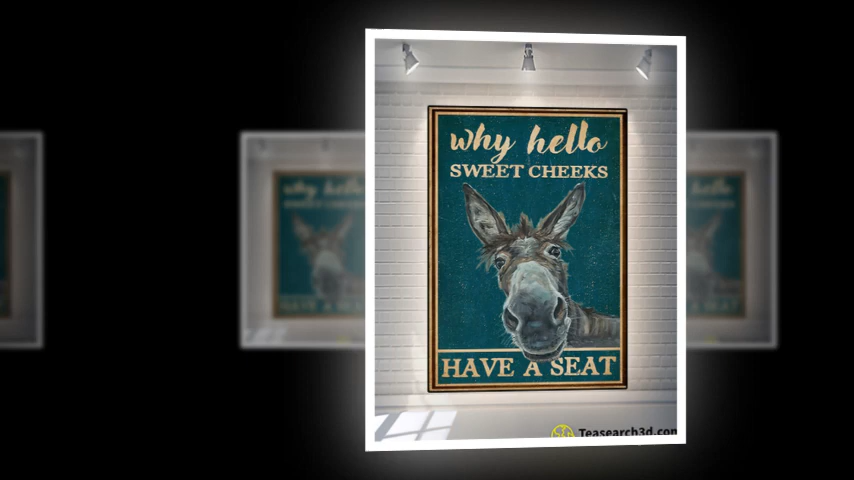 why hello
SWEET CHEEKS
HAVE A SEAT
Teasearch3d.com